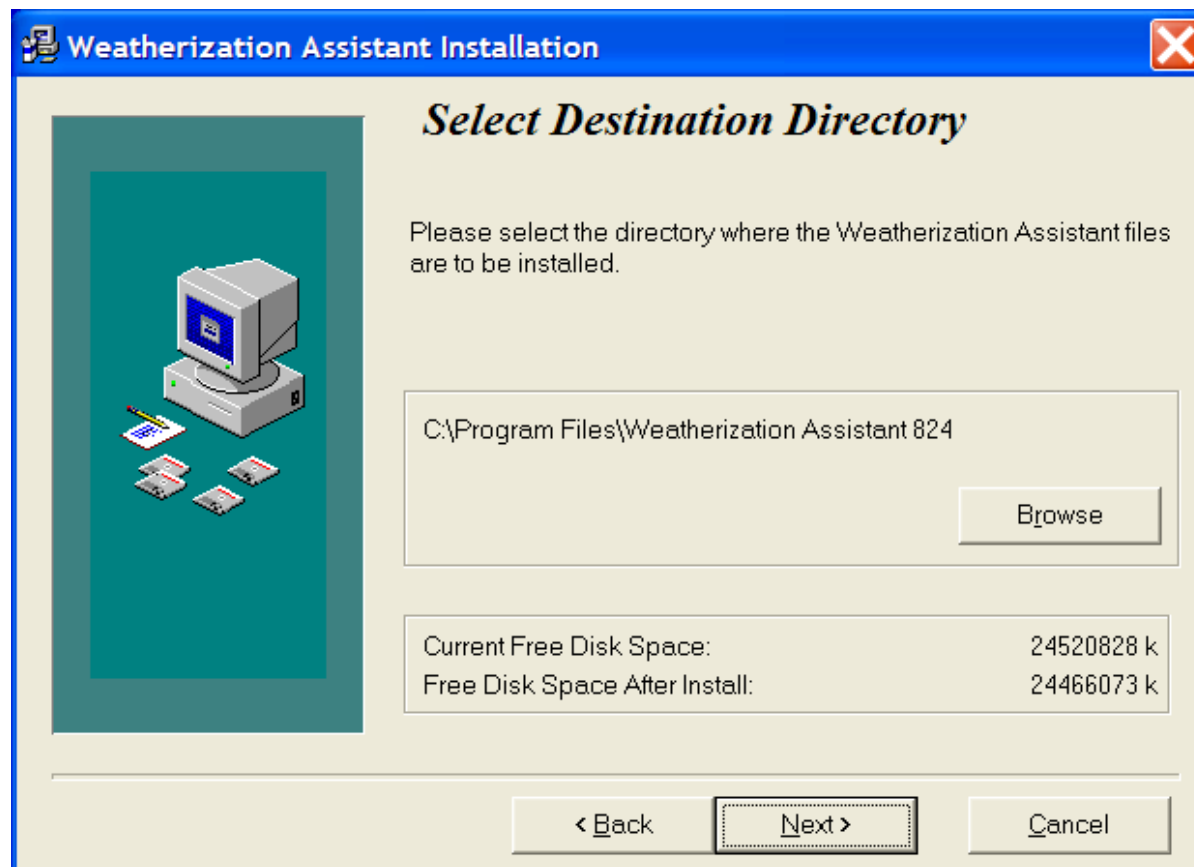 Weatherization Assistant Installation
Select Destination Directory
Please select the directory where the Weatherization Assistant files
are to be installed.
C:\Program Files\Weatherization Assistant 824
Browse
Current Free Disk Space: 24520828 k
Free Disk Space After Install: 24466073 k
< Back Next > Cancel